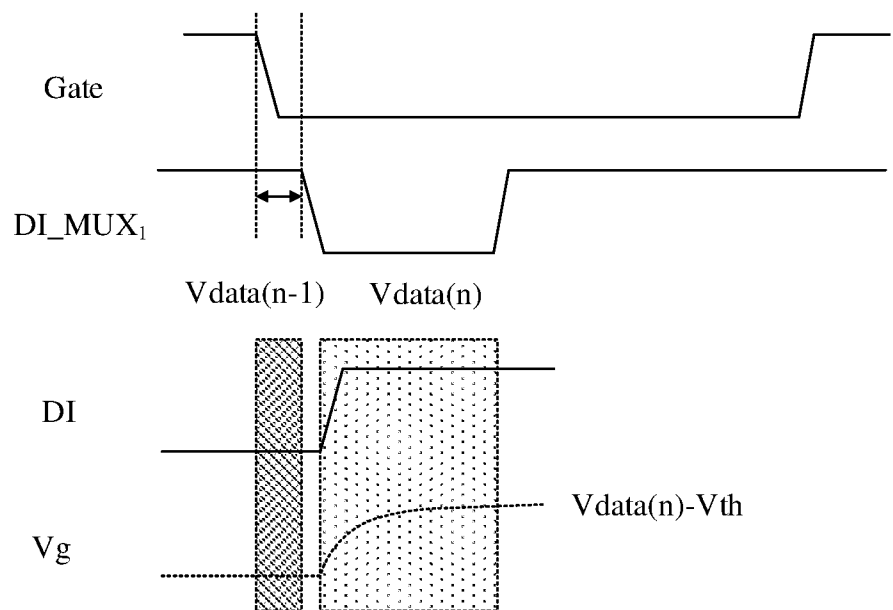 Gate
DI_MUX₁
Vdata(n-1) Vdata(n)
DI
Vdata(n)-Vth
Vg